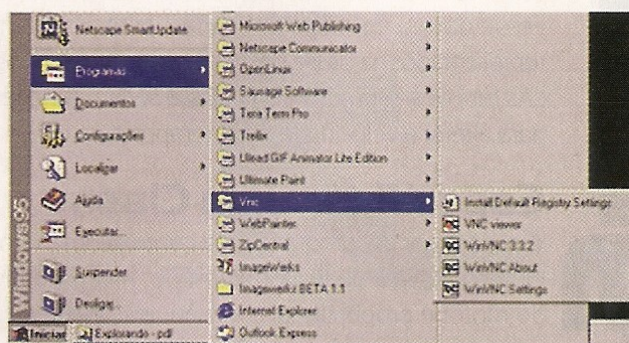 Netscape SmartUpdate
Programas
Documentos
Configurações
Localizar
Ajuda
Executar...
Suspender
Desligar...
Windows95
Iniciar
Explorando - pdf
Microsoft Web Publishing
Netscape Communicator
OpenLinux
Sausage Software
Tera Term Pro
Trellix
Ulead GIF Animator Lite Edition
Ultimate Paint
Vnc
WebPainter
ZipCentral
ImageWerks
Imagewerks BETA 1.1
Internet Explorer
Outlook Express
Install Default Registry Settings
VNC viewer
WinVNC 3.3.2
WinVNC About
WinVNC Settings